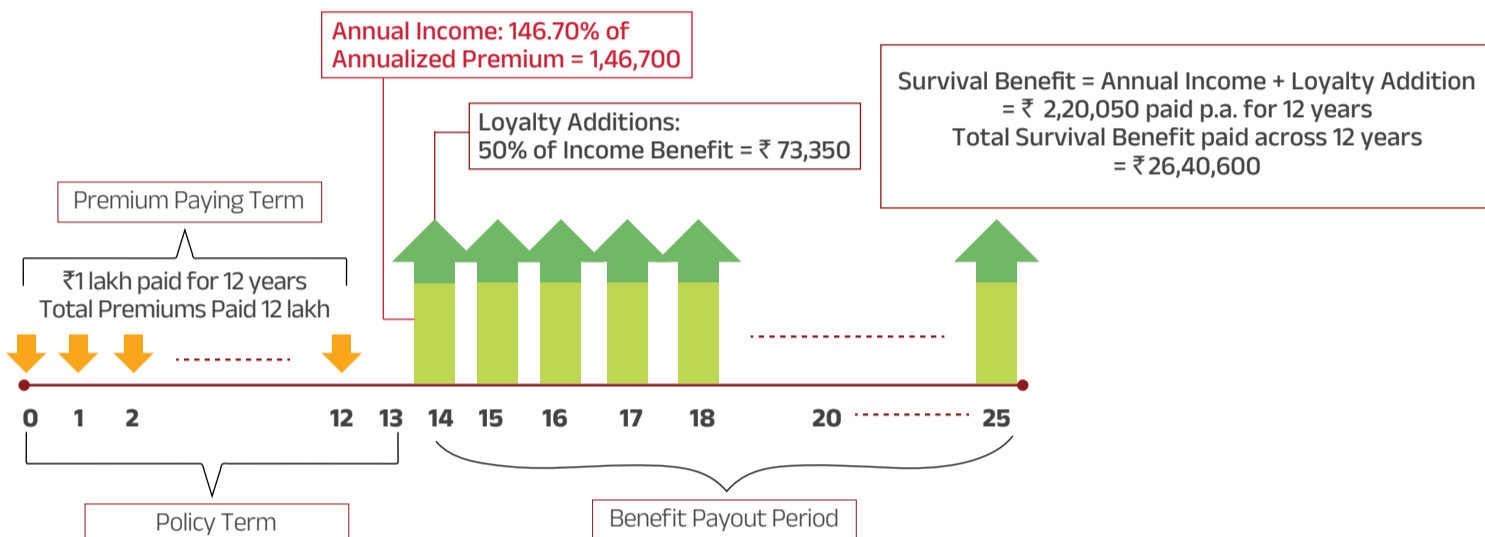 Annual Income: 146.70% of
Annualized Premium = 1,46,700
Loyalty Additions:
50% of Income Benefit = ₹ 73,350
Survival Benefit = Annual Income + Loyalty Addition
= ₹ 2,20,050 paid p.a. for 12 years
Total Survival Benefit paid across 12 years
= ₹26,40,600
Premium Paying Term
₹1 lakh paid for 12 years
Total Premiums Paid 12 lakh
0 1 2 12 13 14 15 16 17 18 20 25
Policy Term
Benefit Payout Period